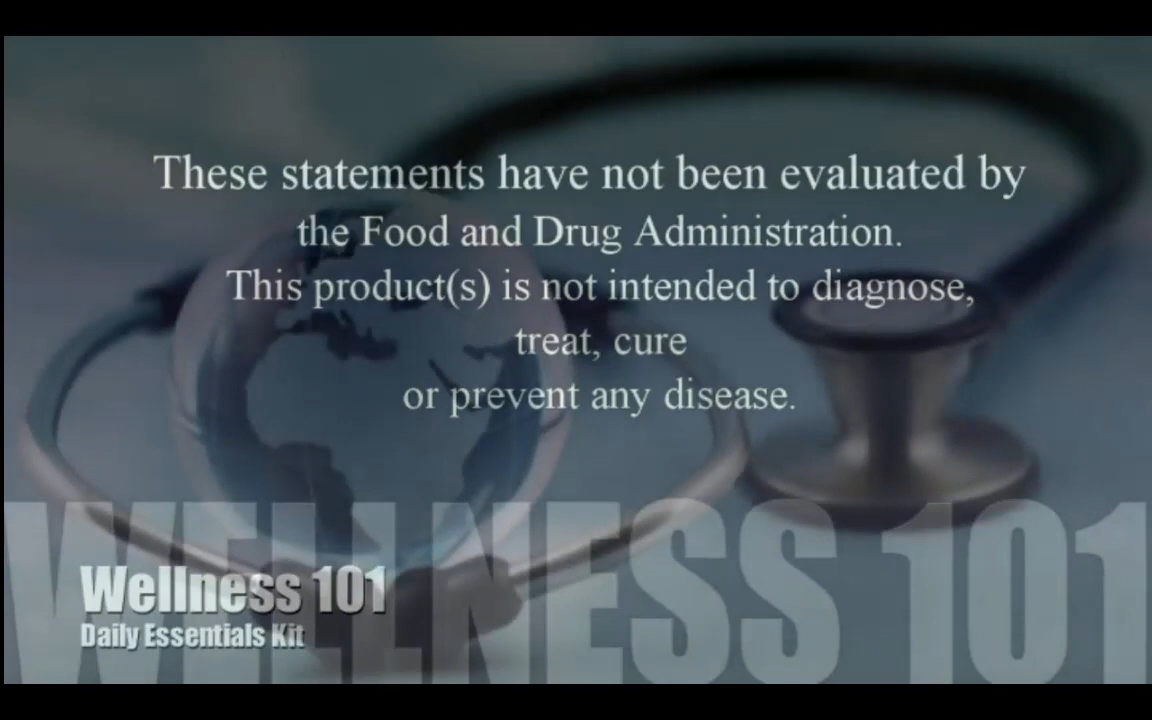 These statements have not been evaluated by
the Food and Drug Administration.
This product(s) is not intended to diagnose,
treat, cure
or prevent any disease.
WELLNESS 101
Wellness 101
Daily Essentials Kit